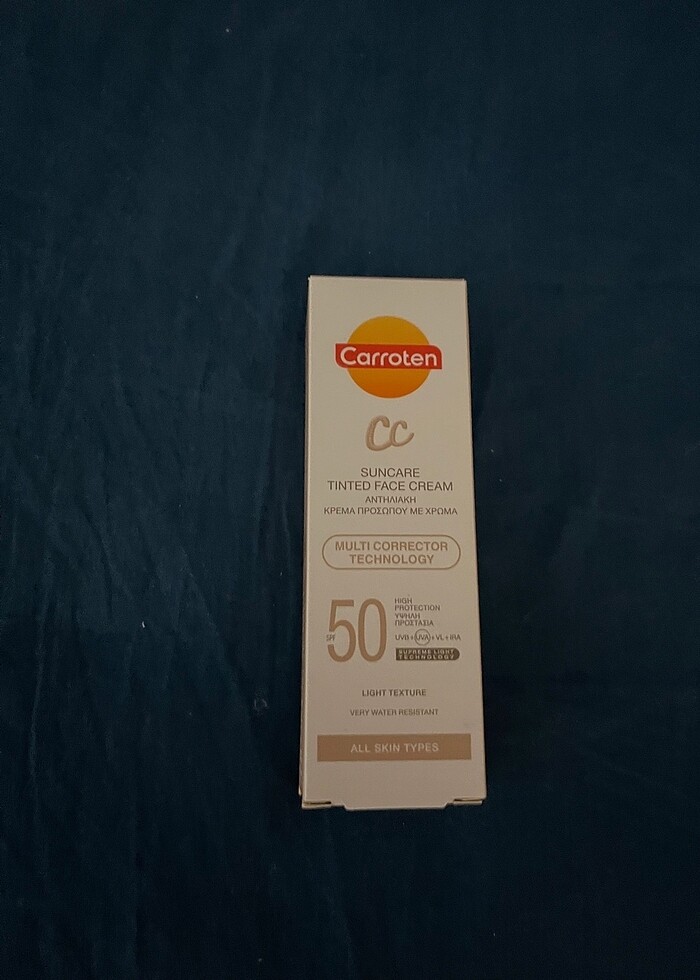 Carroten
CC
SUNCARE
TINTED FACE CREAM
ΑΝΤΗΛΙΑΚΗ
ΚΡΕΜΑ ΠΡΟΣΩΠΟΥ ΜΕ ΧΡΩΜΑ
MULTI CORRECTOR
TECHNOLOGY
SPF 50
HIGH
PROTECTION
ΥΨΗΛΗ
ΠΡΟΣΤΑΣΙΑ
UVB+UVA+VL+IRA
SUPREME LIGHT
TECHNOLOGY
LIGHT TEXTURE
VERY WATER RESISTANT
ALL SKIN TYPES